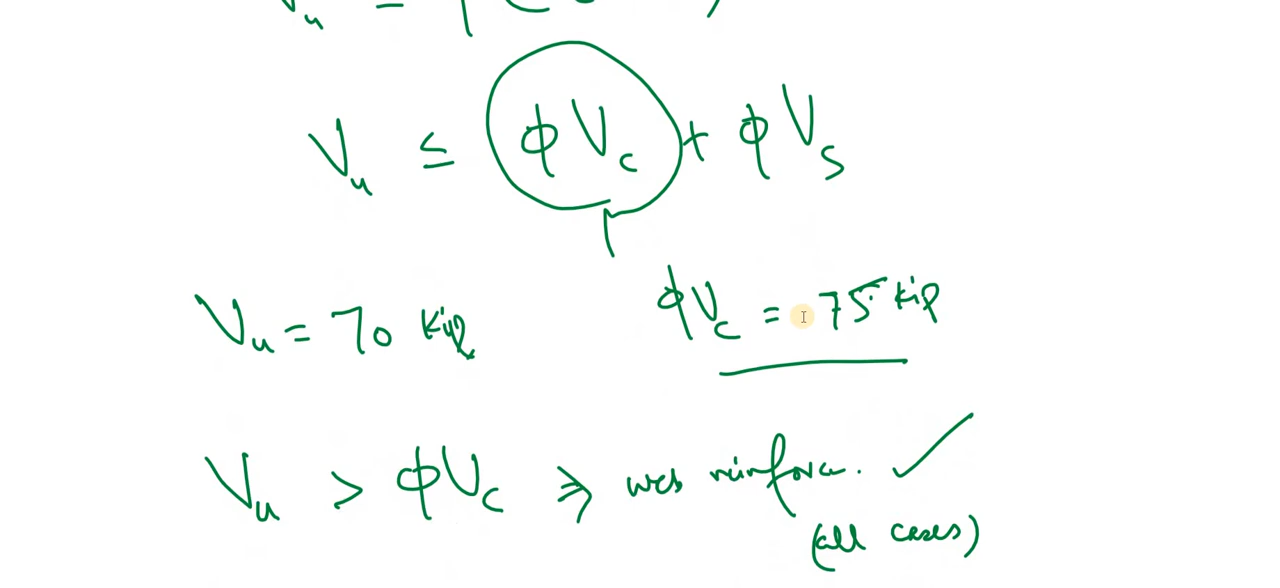 Vu ≤ φVc + φVs
Vu = 70 kip
φVc = 75 kip
Vu > φVc ⇒ web reinforc. ✓
(all cases)